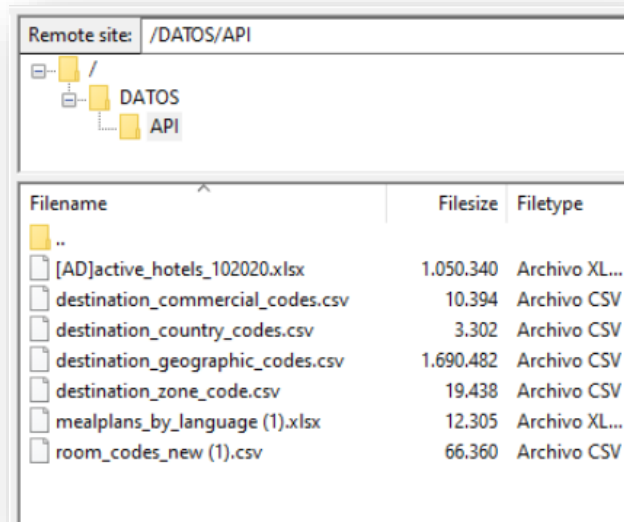 Remote site: /DATOS/API
/
DATOS
API
Filename Filesize Filetype
..
[AD]active_hotels_102020.xlsx 1.050.340 Archivo XL...
destination_commercial_codes.csv 10.394 Archivo CSV
destination_country_codes.csv 3.302 Archivo CSV
destination_geographic_codes.csv 1.690.482 Archivo CSV
destination_zone_code.csv 19.438 Archivo CSV
mealplans_by_language (1).xlsx 12.305 Archivo XL...
room_codes_new (1).csv 66.360 Archivo CSV